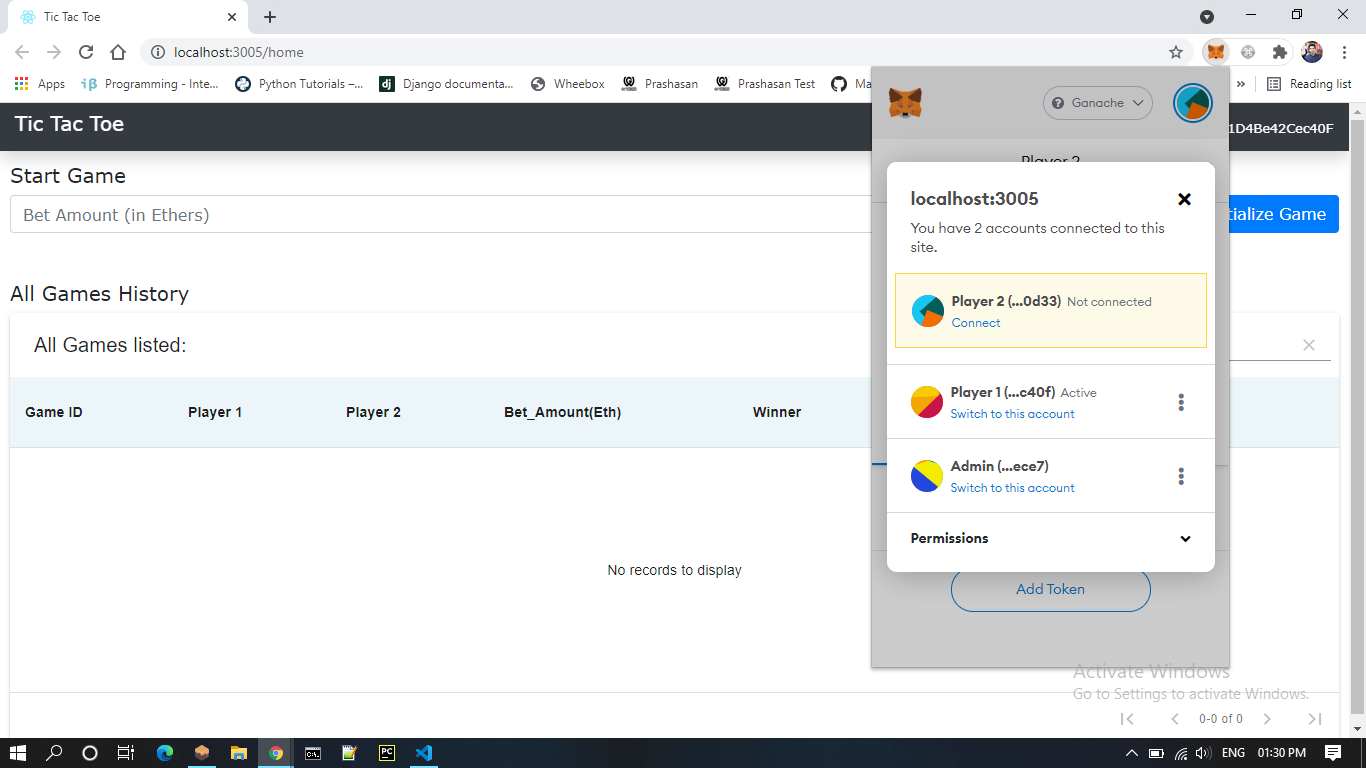 Tic Tac Toe
localhost:3005/home
Apps
Programming - Inte...
Python Tutorials –...
Django documenta...
Wheebox
Prashasan
Prashasan Test
Ma
»
Reading list
Tic Tac Toe
Ganache
1D4Be42Cec40F
Player 2
Start Game
Bet Amount (in Ethers)
tialize Game
localhost:3005
You have 2 accounts connected to this
site.
Player 2 (...0d33) Not connected
Connect
Player 1 (...c40f) Active
Switch to this account
Admin (...ece7)
Switch to this account
Permissions
Add Token
All Games History
All Games listed:
Game ID Player 1 Player 2 Bet_Amount(Eth) Winner
No records to display
Activate Windows
Go to Settings to activate Windows.
0-0 of 0
ENG 01:30 PM